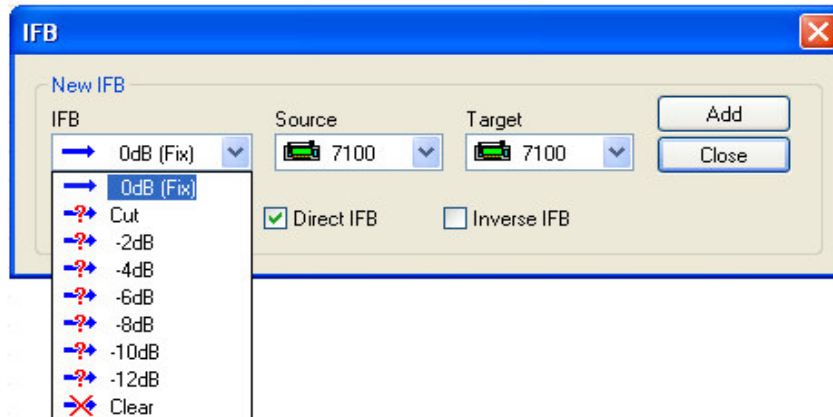 IFB
New IFB
IFB Source Target Add
0dB (Fix) 7100 7100 Close
0dB (Fix)
Cut Direct IFB Inverse IFB
-2dB
-4dB
-6dB
-8dB
-10dB
-12dB
Clear